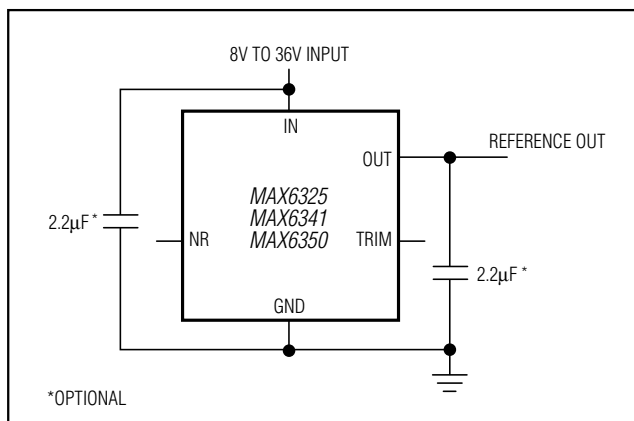 8V TO 36V INPUT
IN
OUT
REFERENCE OUT
MAX6325
MAX6341
MAX6350
2.2μF*
NR
TRIM
2.2μF*
GND
*OPTIONAL